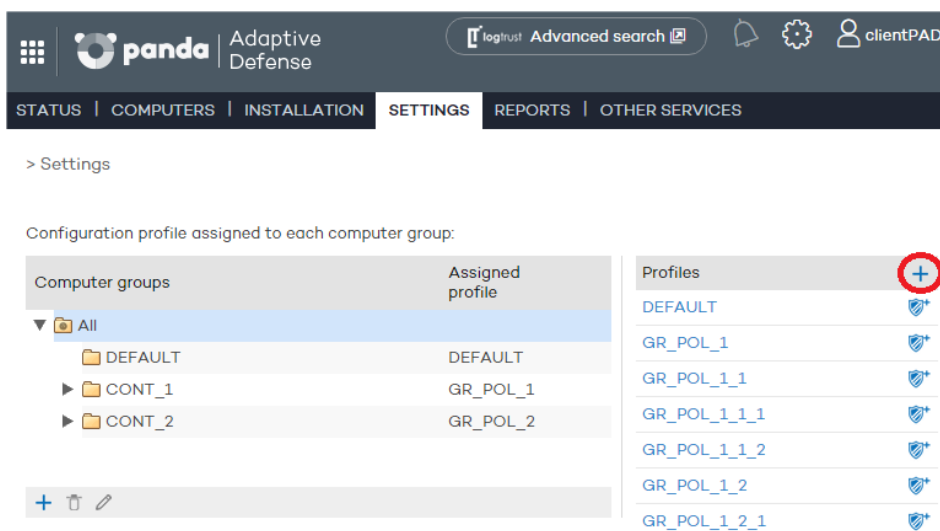 panda
Adaptive
Defense
logtrust Advanced search
clientPAD
STATUS | COMPUTERS | INSTALLATION SETTINGS REPORTS | OTHER SERVICES
> Settings
Configuration profile assigned to each computer group:
Computer groups
Assigned
profile
All
DEFAULT DEFAULT
CONT_1 GR_POL_1
CONT_2 GR_POL_2
Profiles
DEFAULT
GR_POL_1
GR_POL_1_1
GR_POL_1_1_1
GR_POL_1_1_2
GR_POL_1_2
GR_POL_1_2_1